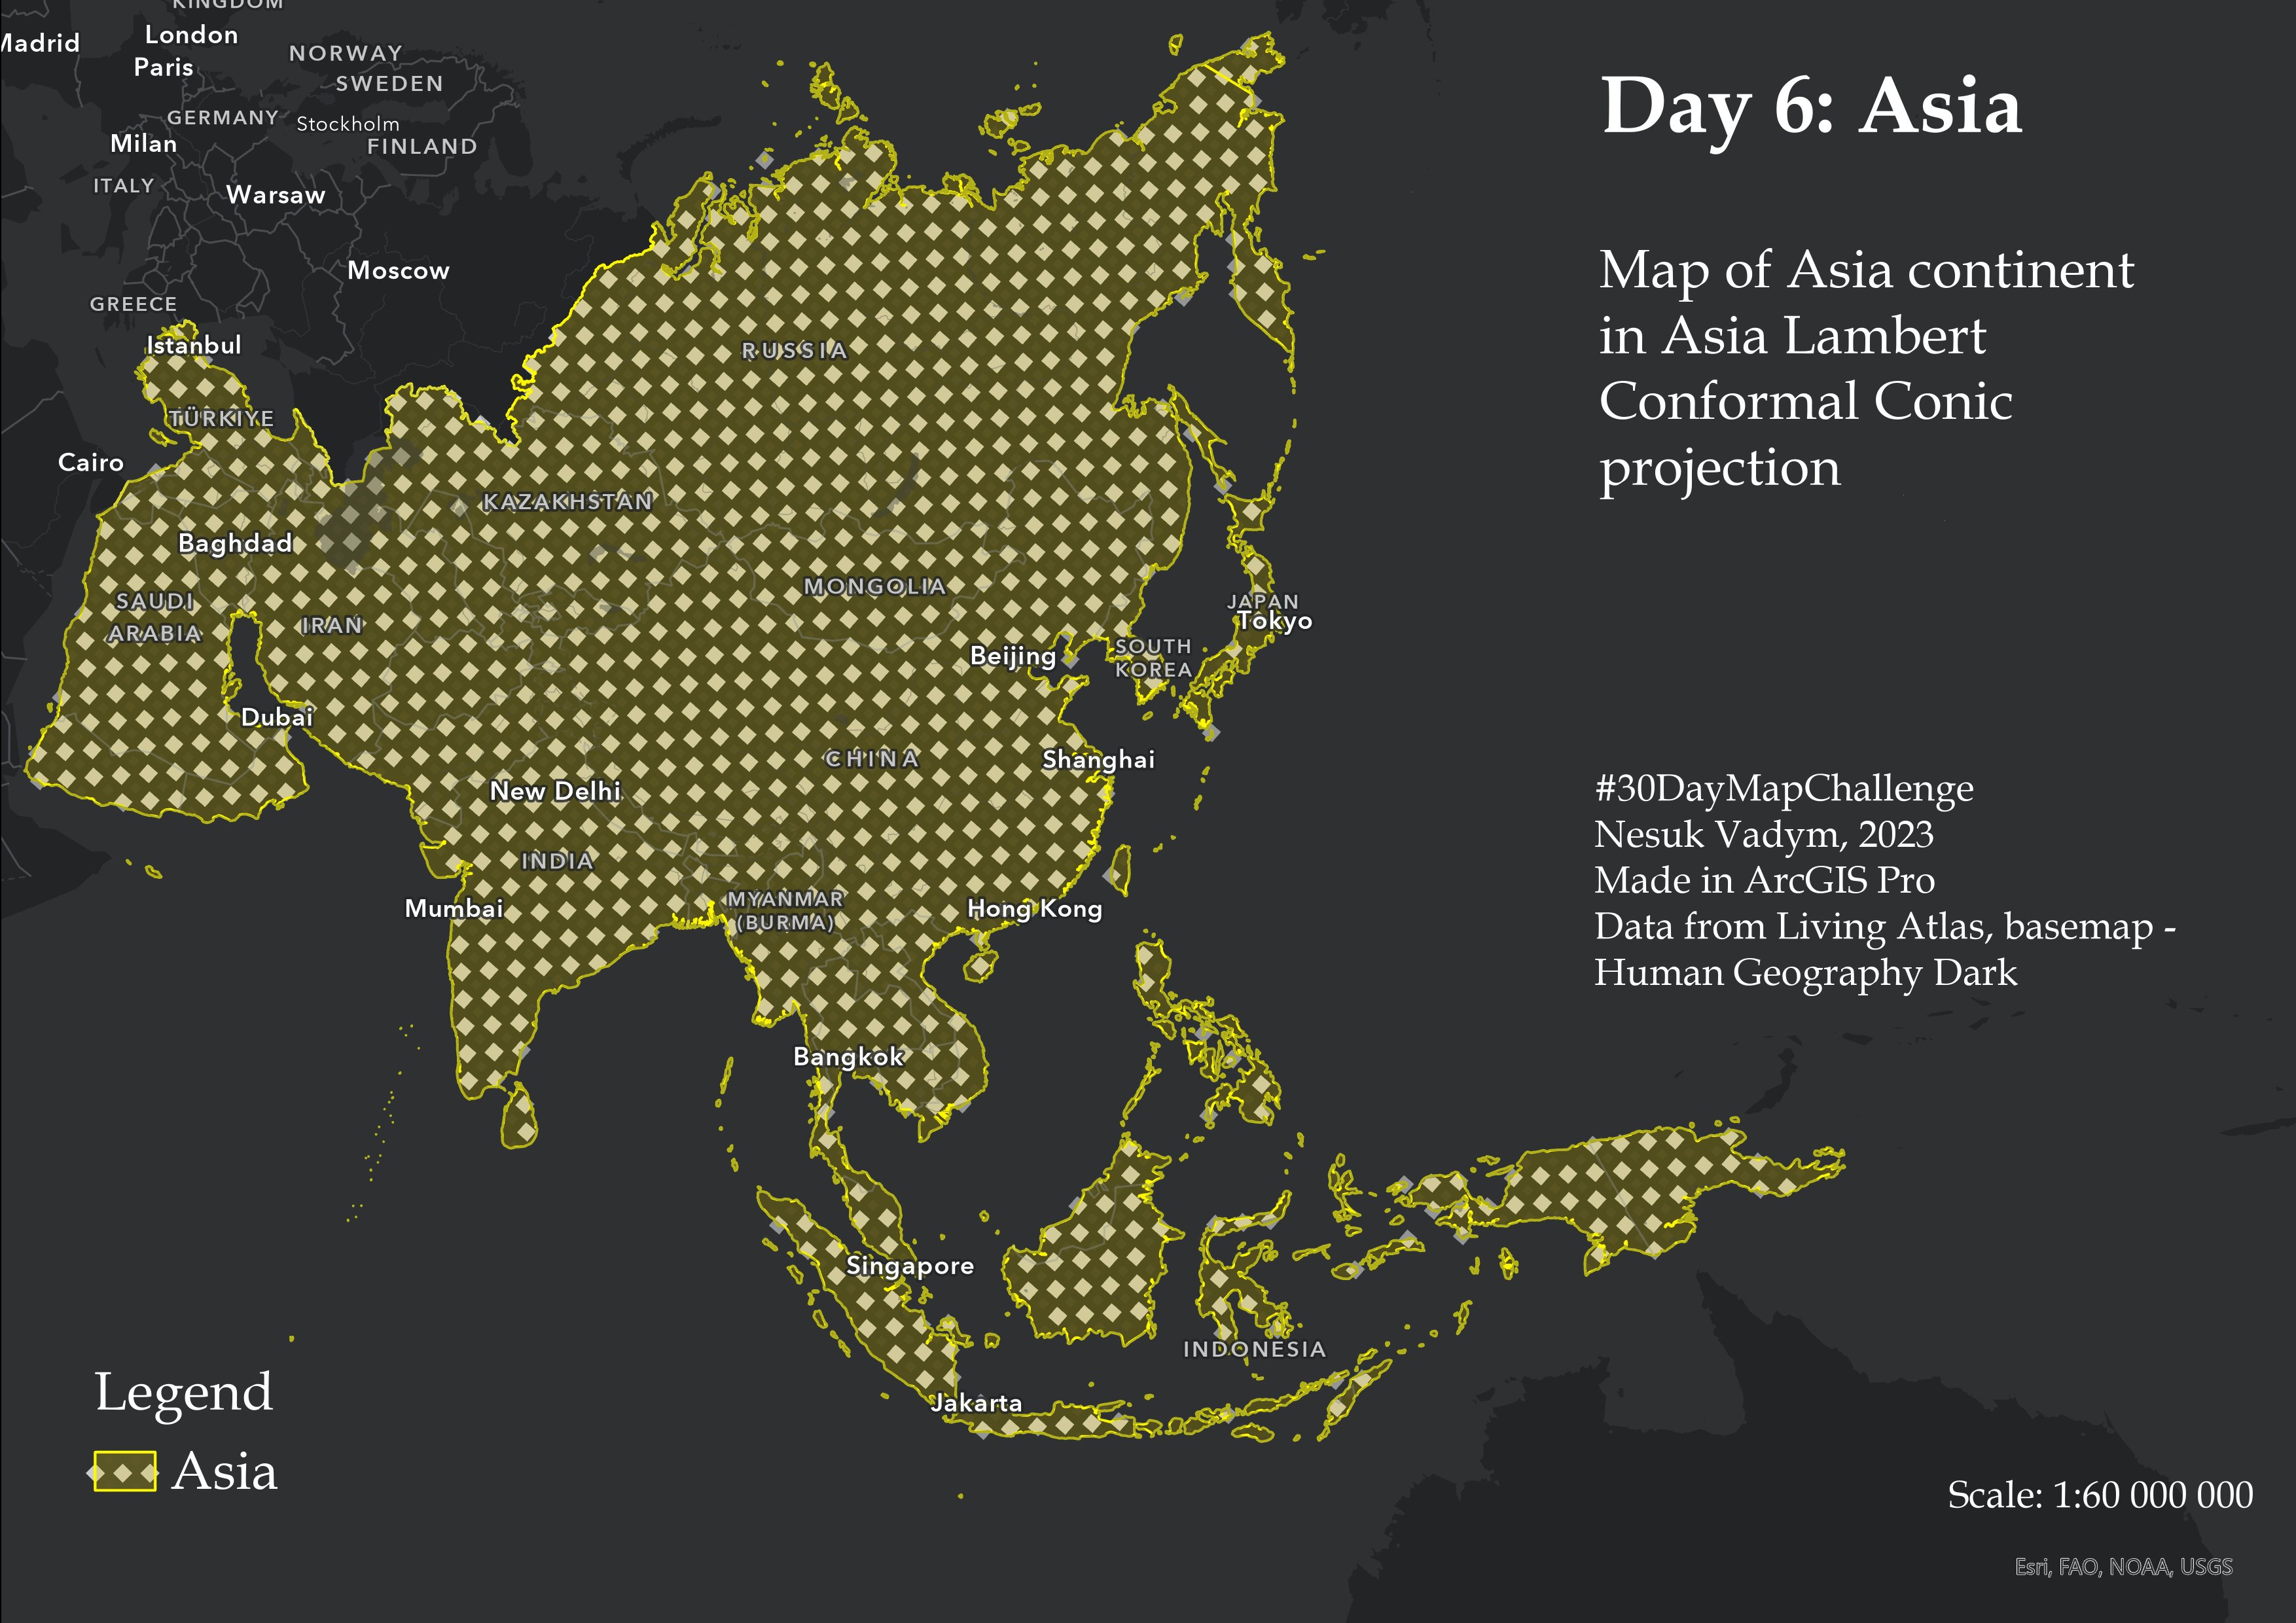 KINGDOM
London
Madrid
NORWAY
Paris
SWEDEN
GERMANY
Stockholm
Milan
FINLAND
ITALY
Warsaw
Moscow
GREECE
Istanbul
RUSSIA
TÜRKIYE
Cairo
KAZAKHSTAN
Baghdad
MONGOLIA
SAUDI
ARABIA
IRAN
JAPAN
Tokyo
Beijing
SOUTH
KOREA
Dubai
CHINA
Shanghai
New Delhi
INDIA
MYANMAR
(BURMA)
Mumbai
Hong Kong
Bangkok
Singapore
INDONESIA
Jakarta
Day 6: Asia
Map of Asia continent
in Asia Lambert
Conformal Conic
projection
#30DayMapChallenge
Nesuk Vadym, 2023
Made in ArcGIS Pro
Data from Living Atlas, basemap -
Human Geography Dark
Legend
Asia
Scale: 1:60 000 000
Esri, FAO, NOAA, USGS